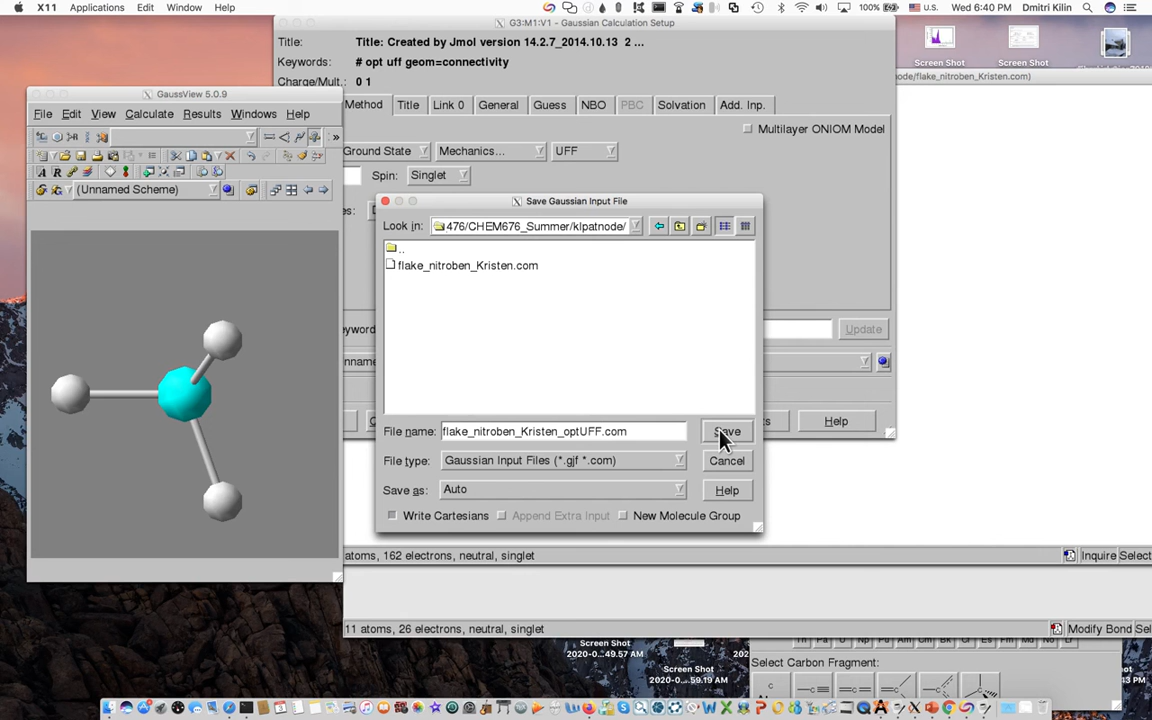 X11 Applications Edit Window Help 100% U.S. Wed 6:40 PM Dmitri Kilin
G3:M1:V1 - Gaussian Calculation Setup
Title: Title: Created by Jmol version 14.2.7_2014.10.13 2 ...
Keywords: # opt uff geom=connectivity
Charge/Mult.: 0 1
Method Title Link 0 General Guess NBO PBC Solvation Add. Inp.
Multilayer ONIOM Model
Ground State Mechanics... UFF
Spin: Singlet
Update
Help
Screen Shot
Screen Shot
node/flake_nitroben_Kristen.com)
GaussView 5.0.9
File Edit View Calculate Results Windows Help
»
(Unnamed Scheme)
Save Gaussian Input File
Look in: 476/CHEM676_Summer/klpatnode/
..
flake_nitroben_Kristen.com
File name: flake_nitroben_Kristen_optUFF.com Save
File type: Gaussian Input Files (*.gjf *.com) Cancel
Save as: Auto Help
Write Cartesians Append Extra Input New Molecule Group
atoms, 162 electrons, neutral, singlet Inquire Select
11 atoms, 26 electrons, neutral, singlet Modify Bond Sel
Select Carbon Fragment:
Screen Shot
2020-0...49.57 AM
Screen Shot
2020-0...59.19 AM